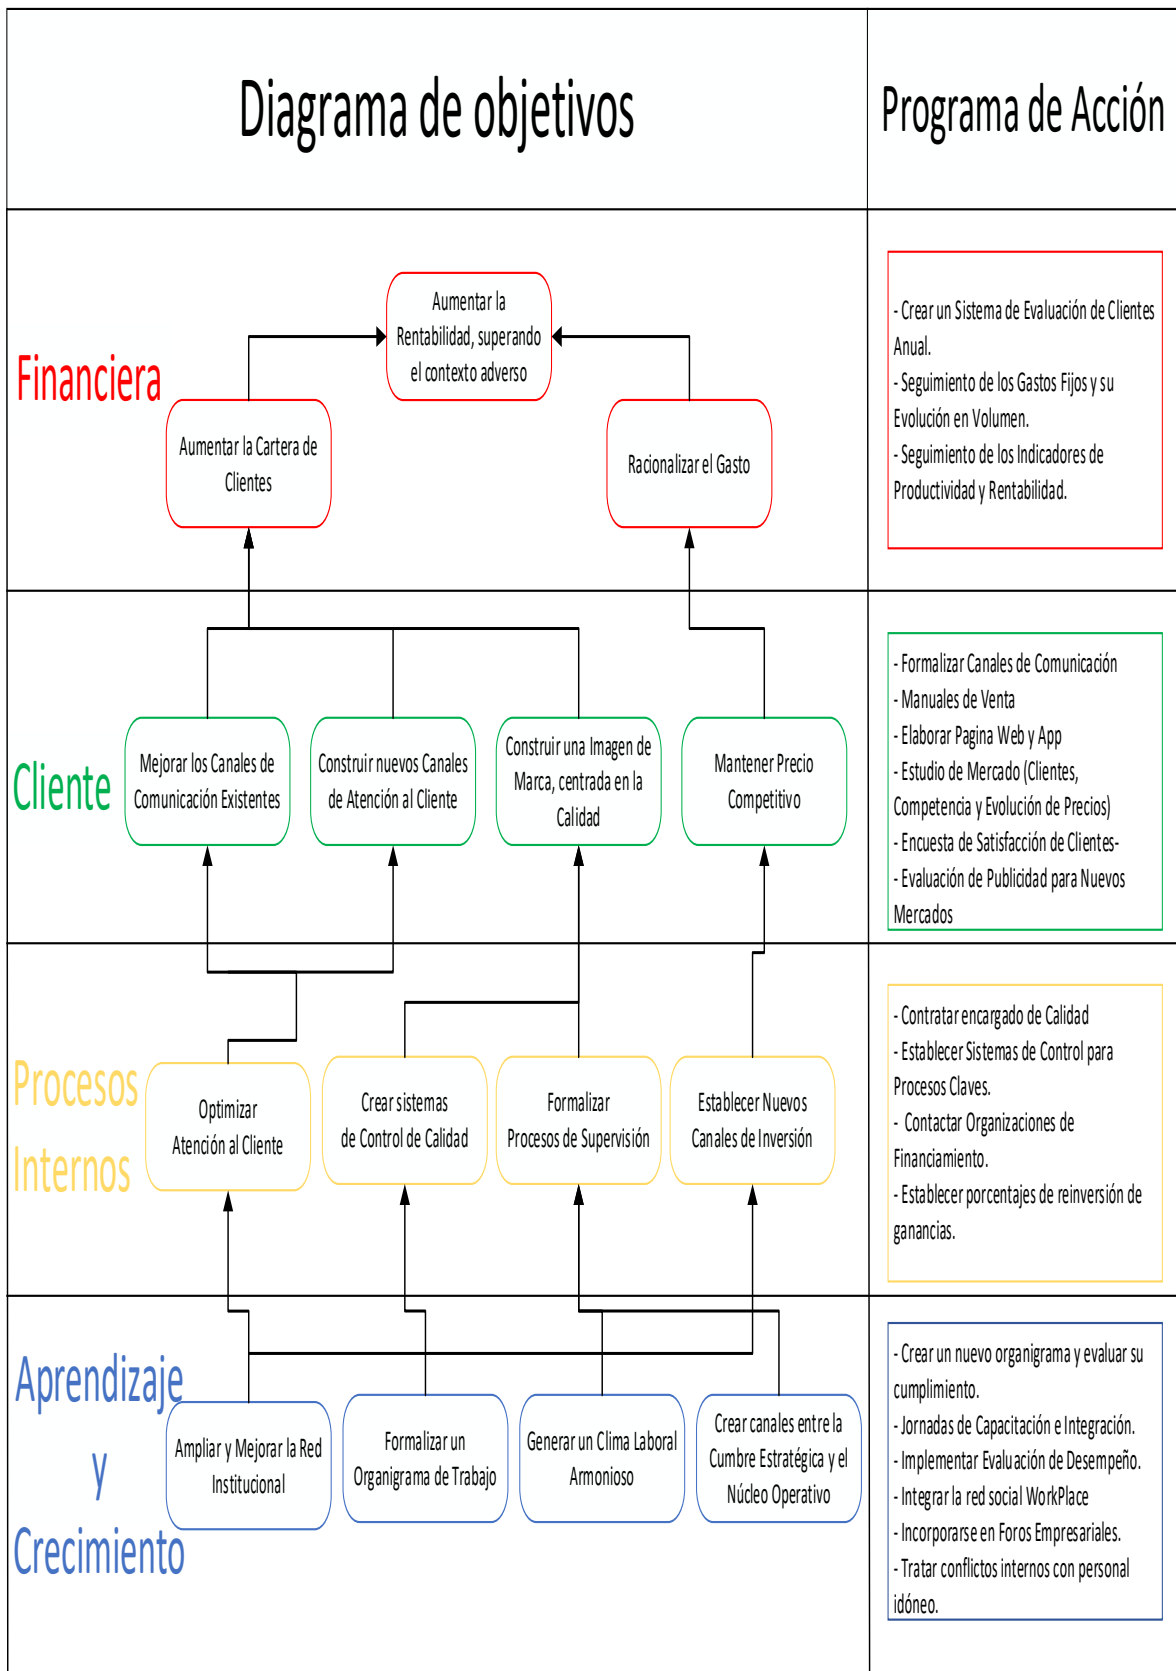 Diagrama de objetivos
Programa de Acción
Financiera
Aumentar la
Rentabilidad, superando
el contexto adverso
Aumentar la Cartera de
Clientes
Racionalizar el Gasto
- Crear un Sistema de Evaluación de Clientes
Anual.
- Seguimiento de los Gastos Fijos y su
Evolución en Volumen.
- Seguimiento de los Indicadores de
Productividad y Rentabilidad.
Cliente
Mejorar los Canales de
Comunicación Existentes
Construir nuevos Canales
de Atención al Cliente
Construir una Imagen de
Marca, centrada en la
Calidad
Mantener Precio
Competitivo
- Formalizar Canales de Comunicación
- Manuales de Venta
- Elaborar Pagina Web y App
- Estudio de Mercado (Clientes,
Competencia y Evolución de Precios)
- Encuesta de Satisfacción de Clientes-
- Evaluación de Publicidad para Nuevos
Mercados
Procesos
Internos
Optimizar
Atención al Cliente
Crear sistemas
de Control de Calidad
Formalizar
Procesos de Supervisión
Establecer Nuevos
Canales de Inversión
- Contratar encargado de Calidad
- Establecer Sistemas de Control para
Procesos Claves.
- Contactar Organizaciones de
Financiamiento.
- Establecer porcentajes de reinversión de
ganancias.
Aprendizaje
y
Crecimiento
Ampliar y Mejorar la Red
Institucional
Formalizar un
Organigrama de Trabajo
Generar un Clima Laboral
Armonioso
Crear canales entre la
Cumbre Estratégica y el
Núcleo Operativo
- Crear un nuevo organigrama y evaluar su
cumplimiento.
- Jornadas de Capacitación e Integración.
- Implementar Evaluación de Desempeño.
- Integrar la red social WorkPlace
- Incorporarse en Foros Empresariales.
- Tratar conflictos internos con personal
idóneo.